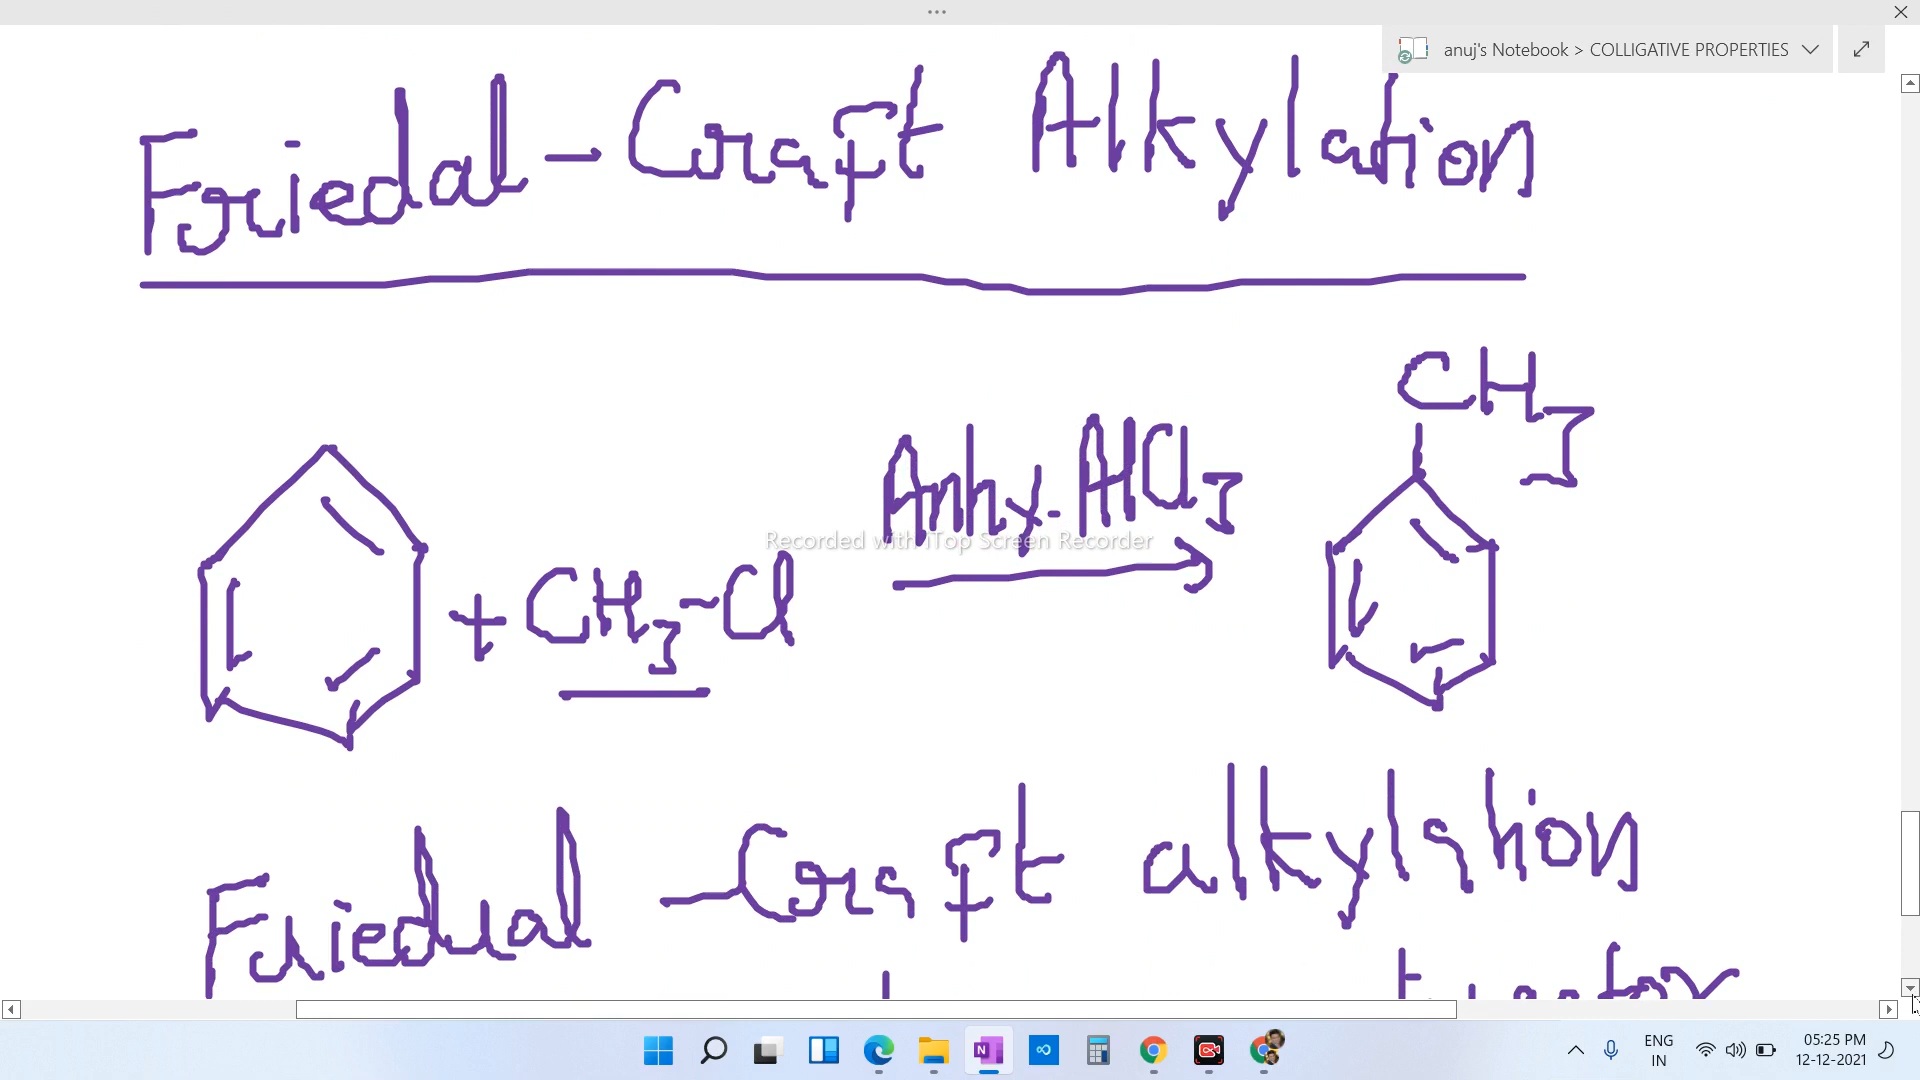 anuj's Notebook > COLLIGATIVE PROPERTIES
Friedal-Craft Alkylation
CH3
Anhy. AlCl3
+ CH3-Cl
Recorded with iTop Screen Recorder
Friedual -Craft alkylation
ENG
IN
05:25 PM
12-12-2021